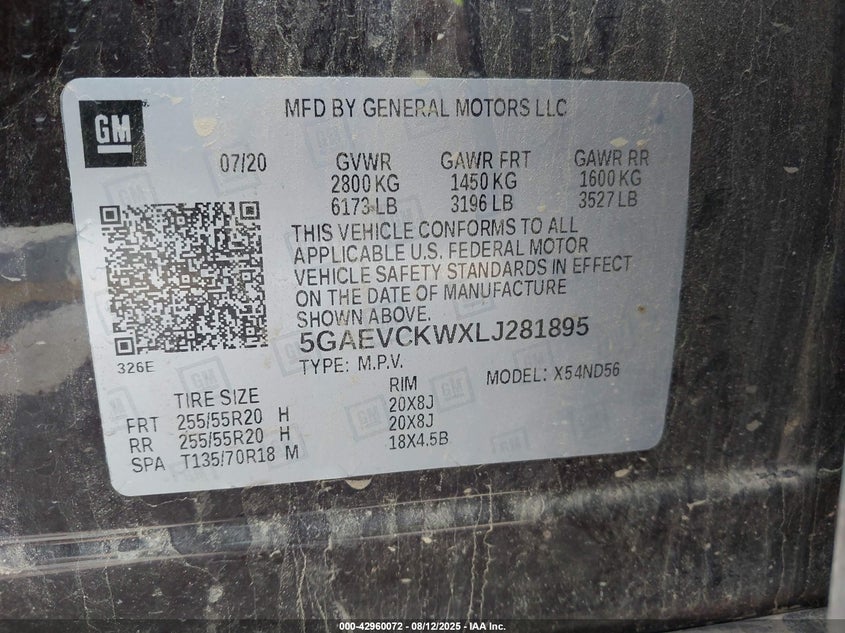 GM
MFD BY GENERAL MOTORS LLC
07/20 GVWR GAWR FRT GAWR RR
2800 KG 1450 KG 1600 KG
6173 LB 3196 LB 3527 LB
THIS VEHICLE CONFORMS TO ALL
APPLICABLE U.S. FEDERAL MOTOR
VEHICLE SAFETY STANDARDS IN EFFECT
ON THE DATE OF MANUFACTURE
SHOWN ABOVE.
5GAEVCKWXLJ281895
326E
TYPE: M.P.V. MODEL: X54ND56
TIRE SIZE RIM
FRT 255/55R20 H 20X8J
RR 255/55R20 H 20X8J
SPA T135/70R18 M 18X4.5B
000-42960072 - 08/12/2025 - IAA Inc.